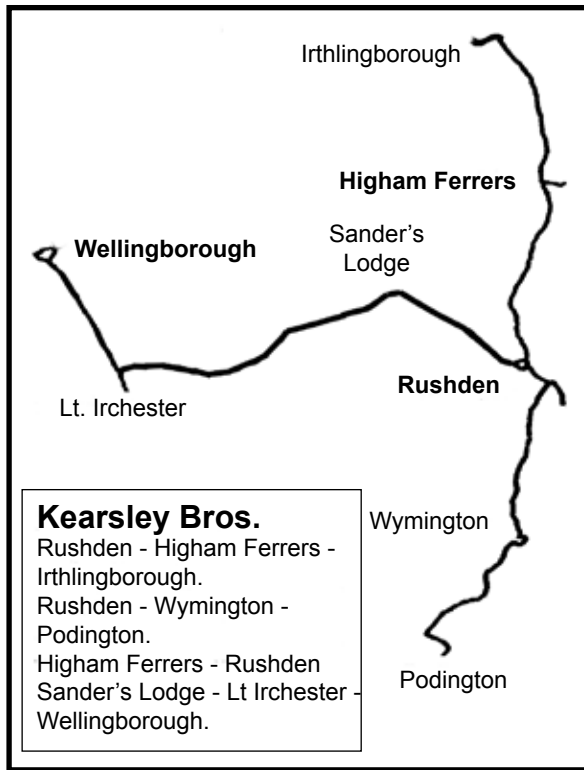 Irthlingborough
Higham Ferrers
Sander's
Lodge
Wellingborough
Rushden
Lt. Irchester
Wymington
Podington
Kearsley Bros.
Rushden - Higham Ferrers -
Irthlingborough.
Rushden - Wymington -
Podington.
Higham Ferrers - Rushden
Sander's Lodge - Lt Irchester -
Wellingborough.